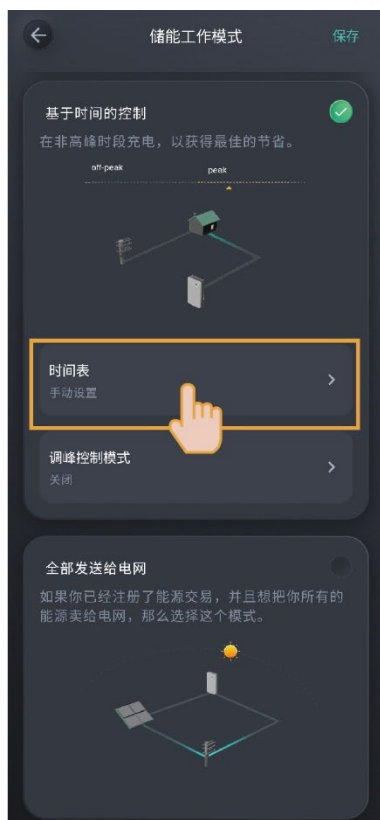 储能工作模式
保存
基于时间的控制
在非高峰时段充电，以获得最佳的节省。
off-peak
peak
时间表
手动设置
调峰控制模式
关闭
全部发送给电网
如果你已经注册了能源交易，并且想把你所有的
能源卖给电网，那么选择这个模式。